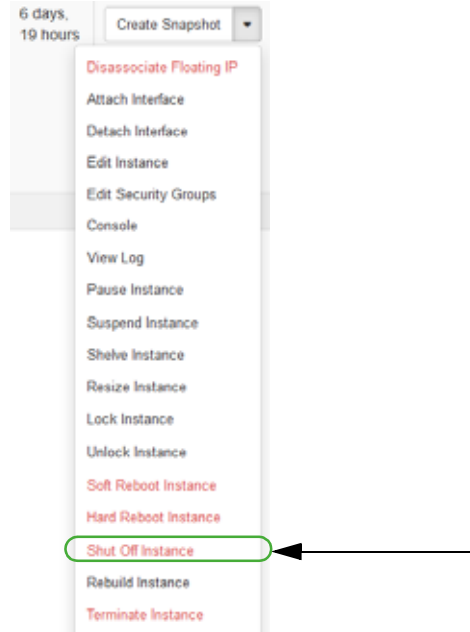 6 days,
19 hours
Create Snapshot
Disassociate Floating IP
Attach Interface
Detach Interface
Edit Instance
Edit Security Groups
Console
View Log
Pause Instance
Suspend Instance
Shelve Instance
Resize Instance
Lock Instance
Unlock Instance
Soft Reboot Instance
Hard Reboot Instance
Shut Off Instance
Rebuild Instance
Terminate Instance